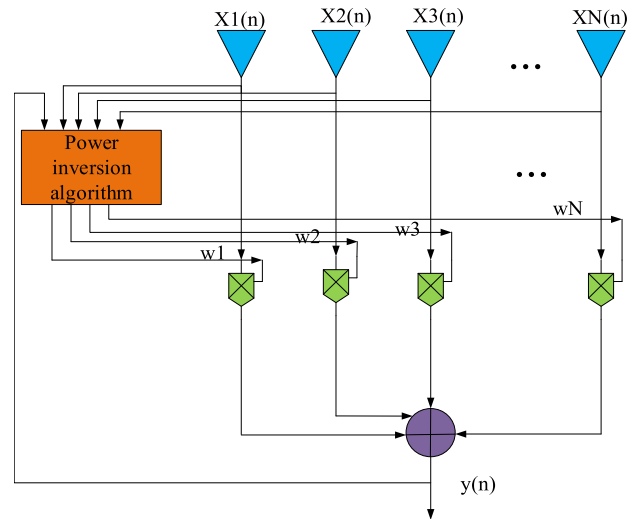 X1(n) X2(n) X3(n) XN(n)
...
Power
inversion
algorithm
...
wN
w3
w2
w1
y(n)